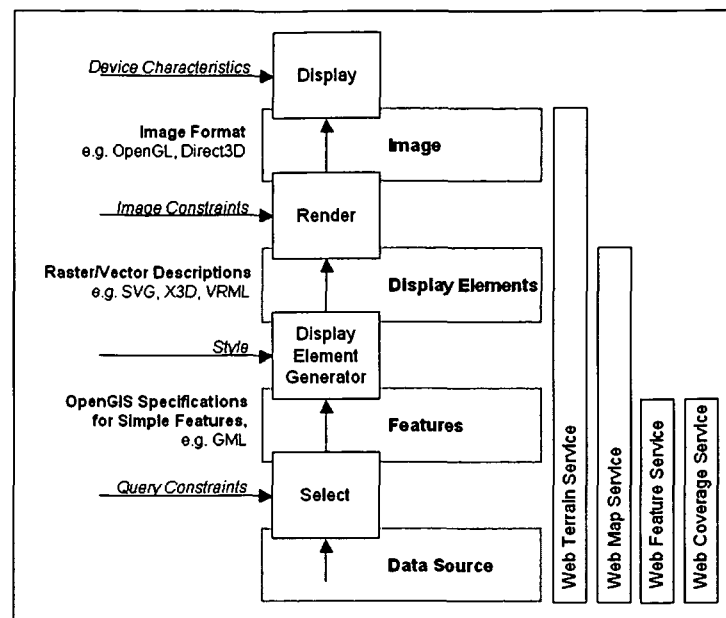 Device Characteristics
Display
Image Format
e.g. OpenGL, Direct3D
Image
Image Constraints
Render
Raster/Vector Descriptions
e.g. SVG, X3D, VRML
Display Elements
Style
Display
Element
Generator
OpenGIS Specifications
for Simple Features,
e.g. GML
Features
Query Constraints
Select
Data Source
Web Terrain Service
Web Map Service
Web Feature Service
Web Coverage Service